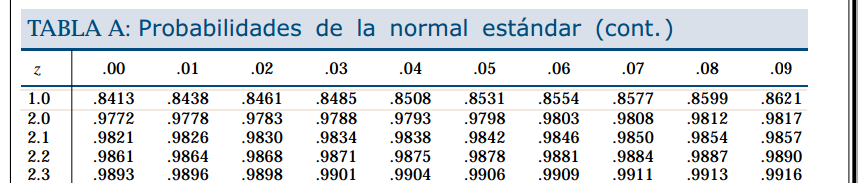 TABLA A: Probabilidades de la normal estándar (cont.)
z .00 .01 .02 .03 .04 .05 .06 .07 .08 .09
1.0 .8413 .8438 .8461 .8485 .8508 .8531 .8554 .8577 .8599 .8621
2.0 .9772 .9778 .9783 .9788 .9793 .9798 .9803 .9808 .9812 .9817
2.1 .9821 .9826 .9830 .9834 .9838 .9842 .9846 .9850 .9854 .9857
2.2 .9861 .9864 .9868 .9871 .9875 .9878 .9881 .9884 .9887 .9890
2.3 .9893 .9896 .9898 .9901 .9904 .9906 .9909 .9911 .9913 .9916